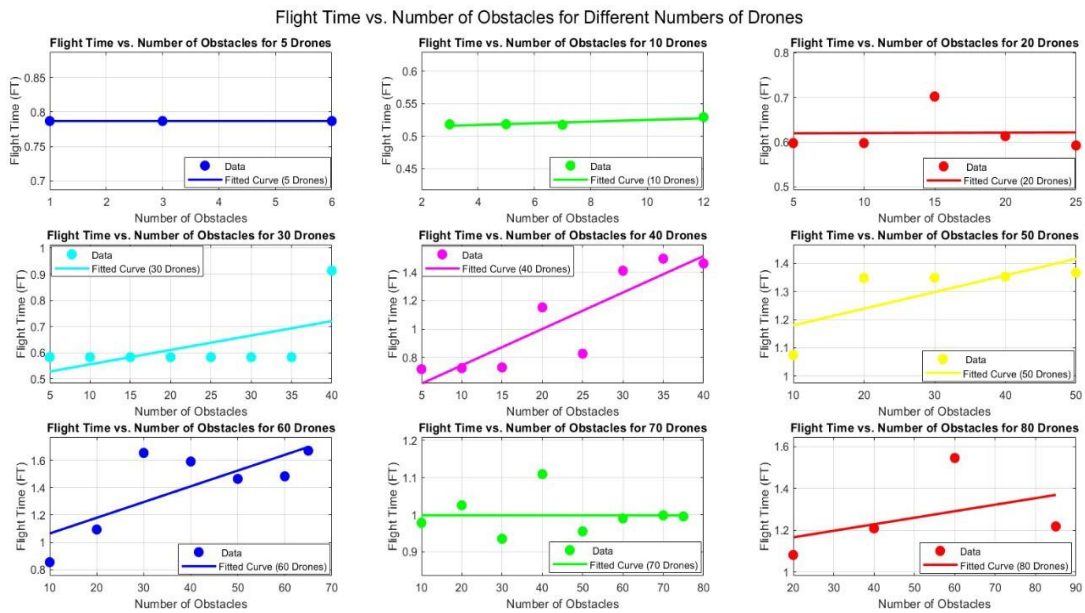 Flight Time vs. Number of Obstacles for Different Numbers of Drones
Flight Time vs. Number of Obstacles for 5 Drones
Flight Time (FT)
0.85
0.8
0.75
0.7
Data
Fitted Curve (5 Drones)
1 2 3 4 5 6
Number of Obstacles
Flight Time vs. Number of Obstacles for 10 Drones
Flight Time (FT)
0.6
0.55
0.5
0.45
Data
Fitted Curve (10 Drones)
2 4 6 8 10 12
Number of Obstacles
Flight Time vs. Number of Obstacles for 20 Drones
Flight Time (FT)
0.8
0.7
0.6
0.5
Data
Fitted Curve (20 Drones)
5 10 15 20 25
Number of Obstacles
Flight Time vs. Number of Obstacles for 30 Drones
Flight Time (FT)
1
0.9
0.8
0.7
0.6
0.5
Data
Fitted Curve (30 Drones)
5 10 15 20 25 30 35 40
Number of Obstacles
Flight Time vs. Number of Obstacles for 40 Drones
Flight Time (FT)
1.4
1.2
1
0.8
Data
Fitted Curve (40 Drones)
5 10 15 20 25 30 35 40
Number of Obstacles
Flight Time vs. Number of Obstacles for 50 Drones
Flight Time (FT)
1.4
1.3
1.2
1.1
1
Data
Fitted Curve (50 Drones)
10 20 30 40 50
Number of Obstacles
Flight Time vs. Number of Obstacles for 60 Drones
Flight Time (FT)
1.6
1.4
1.2
1
0.8
Data
Fitted Curve (60 Drones)
10 20 30 40 50 60 70
Number of Obstacles
Flight Time vs. Number of Obstacles for 70 Drones
Flight Time (FT)
1.2
1.1
1
0.9
Data
Fitted Curve (70 Drones)
10 20 30 40 50 60 70 80
Number of Obstacles
Flight Time vs. Number of Obstacles for 80 Drones
Flight Time (FT)
1.6
1.4
1.2
1
Data
Fitted Curve (80 Drones)
20 30 40 50 60 70 80 90
Number of Obstacles